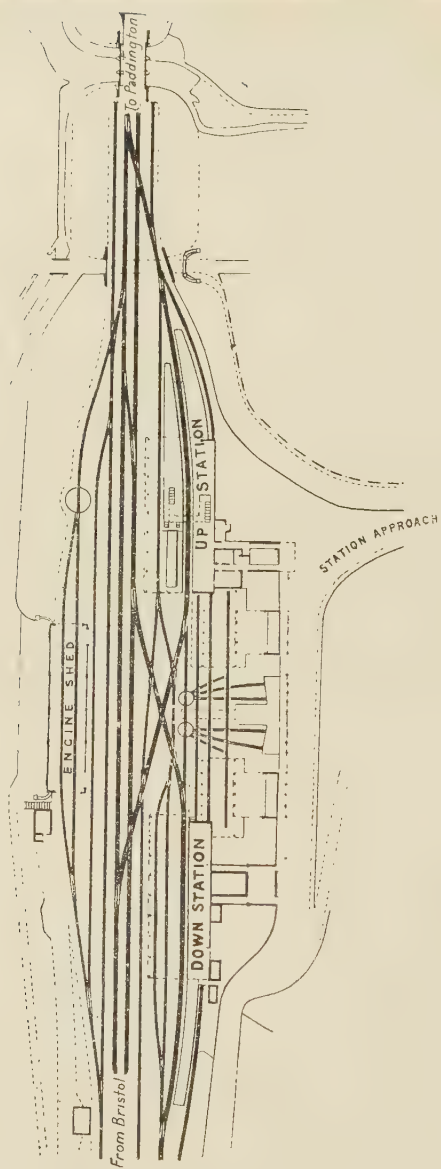 To Paddington
UP STATION
STATION APPROACH
ENGINE SHED
DOWN STATION
From Bristol